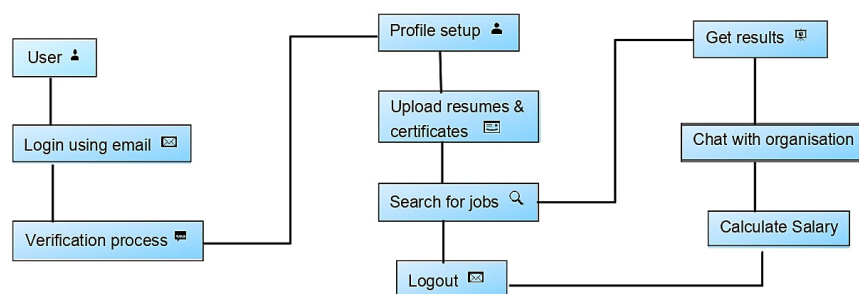 User
Login using email
Verification process
Profile setup
Upload resumes &
certificates
Search for jobs
Logout
Get results
Chat with organisation
Calculate Salary